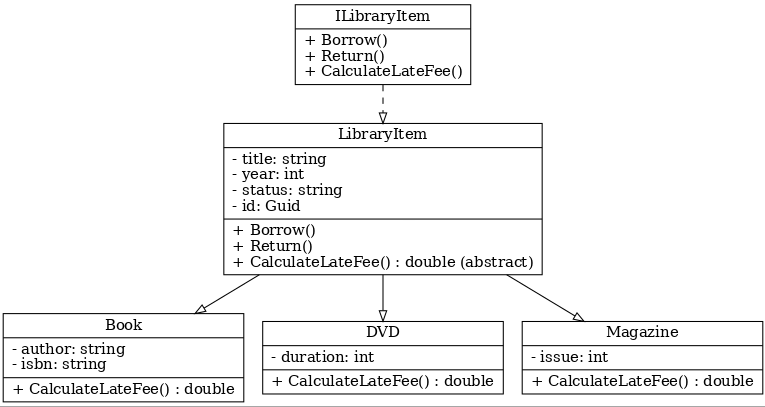 ILibraryItem
+ Borrow()
+ Return()
+ CalculateLateFee()
LibraryItem
- title: string
- year: int
- status: string
- id: Guid
+ Borrow()
+ Return()
+ CalculateLateFee() : double (abstract)
Book
- author: string
- isbn: string
+ CalculateLateFee() : double
DVD
- duration: int
+ CalculateLateFee() : double
Magazine
- issue: int
+ CalculateLateFee() : double